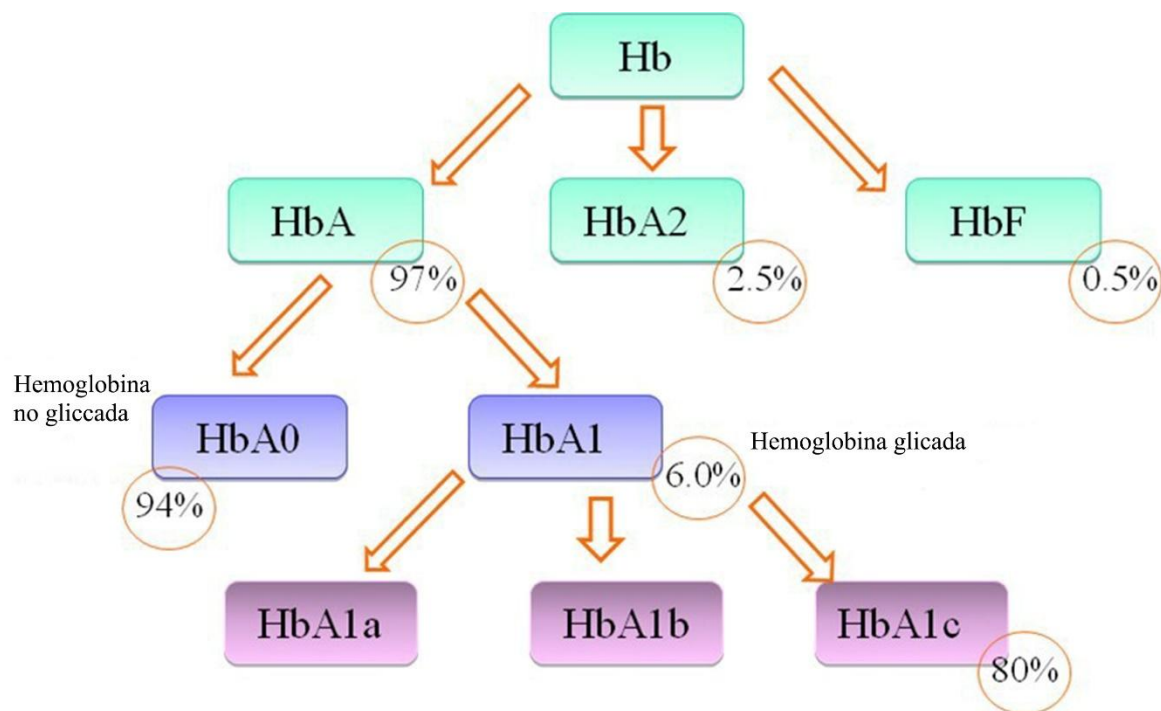 Hb
HbA
97%
HbA2
2.5%
HbF
0.5%
Hemoglobina
no gliccada
HbA0
94%
HbA1
6.0%
Hemoglobina glicada
HbA1a
HbA1b
HbA1c
80%